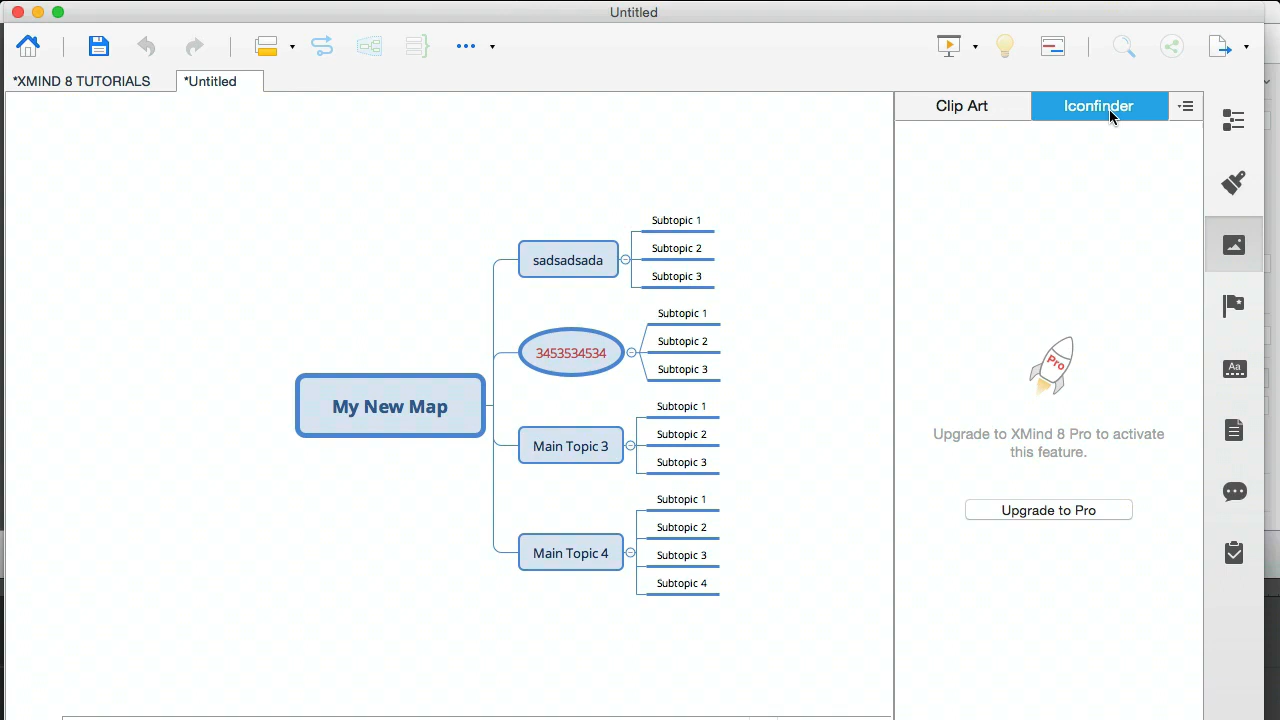 Untitled
*XMIND 8 TUTORIALS
*Untitled
Clip Art
Iconfinder
Subtopic 1
sadsadsada
Subtopic 2
Subtopic 3
Subtopic 1
3453534534
Subtopic 2
Subtopic 3
My New Map
Subtopic 1
Main Topic 3
Subtopic 2
Subtopic 3
Subtopic 1
Subtopic 2
Main Topic 4
Subtopic 3
Subtopic 4
Pro
Upgrade to XMind 8 Pro to activate
this feature.
Upgrade to Pro
Aa